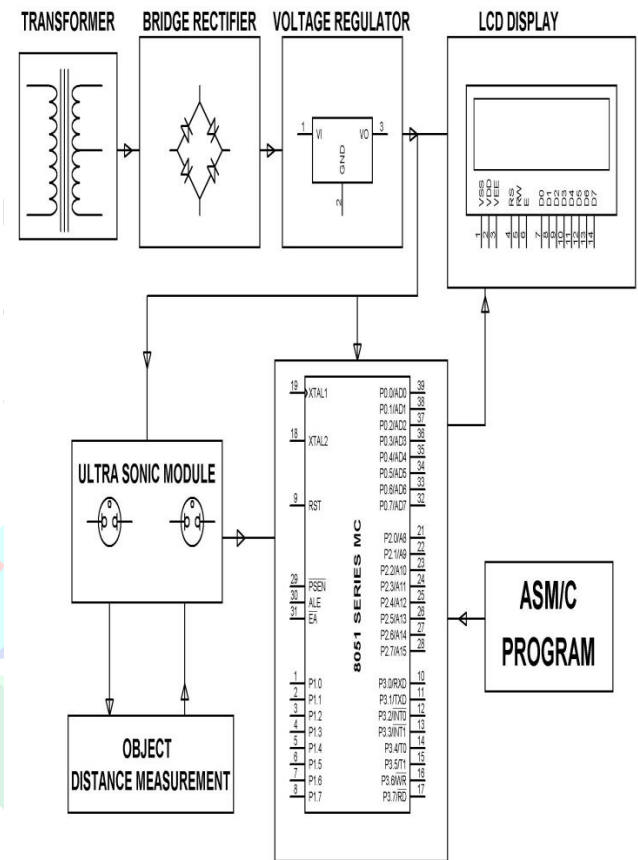 TRANSFORMER
BRIDGE RECTIFIER
VOLTAGE REGULATOR
LCD DISPLAY
1
VI
VO
3
GND
2
VSS
VDD
VEE
RS
RW
E
D0
D1
D2
D3
D4
D5
D6
D7
1
2
3
4
5
6
7
8
9
10
11
12
13
14
ULTRA SONIC MODULE
OBJECT
DISTANCE MEASUREMENT
8051 SERIES MC
19 XTAL1
18 XTAL2
9 RST
29 PSEN
30 ALE
31 EA
1 P1.0
2 P1.1
3 P1.2
4 P1.3
5 P1.4
6 P1.5
7 P1.6
8 P1.7
P0.0/AD0 39
P0.1/AD1 38
P0.2/AD2 37
P0.3/AD3 36
P0.4/AD4 35
P0.5/AD5 34
P0.6/AD6 33
P0.7/AD7 32
P2.0/A8 21
P2.1/A9 22
P2.2/A10 23
P2.3/A11 24
P2.4/A12 25
P2.5/A13 26
P2.6/A14 27
P2.7/A15 28
P3.0/RXD 10
P3.1/TXD 11
P3.2/INT0 12
P3.3/INT1 13
P3.4/T0 14
P3.5/T1 15
P3.6/WR 16
P3.7/RD 17
ASM/C
PROGRAM